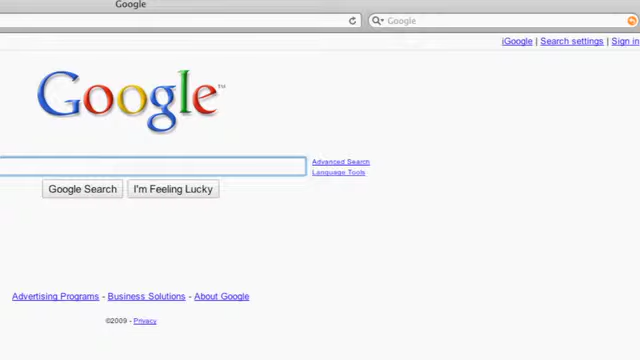 Google
Google
iGoogle | Search settings | Sign in
Google™
Advanced Search
Language Tools
Google Search I'm Feeling Lucky
Advertising Programs - Business Solutions - About Google
©2009 - Privacy